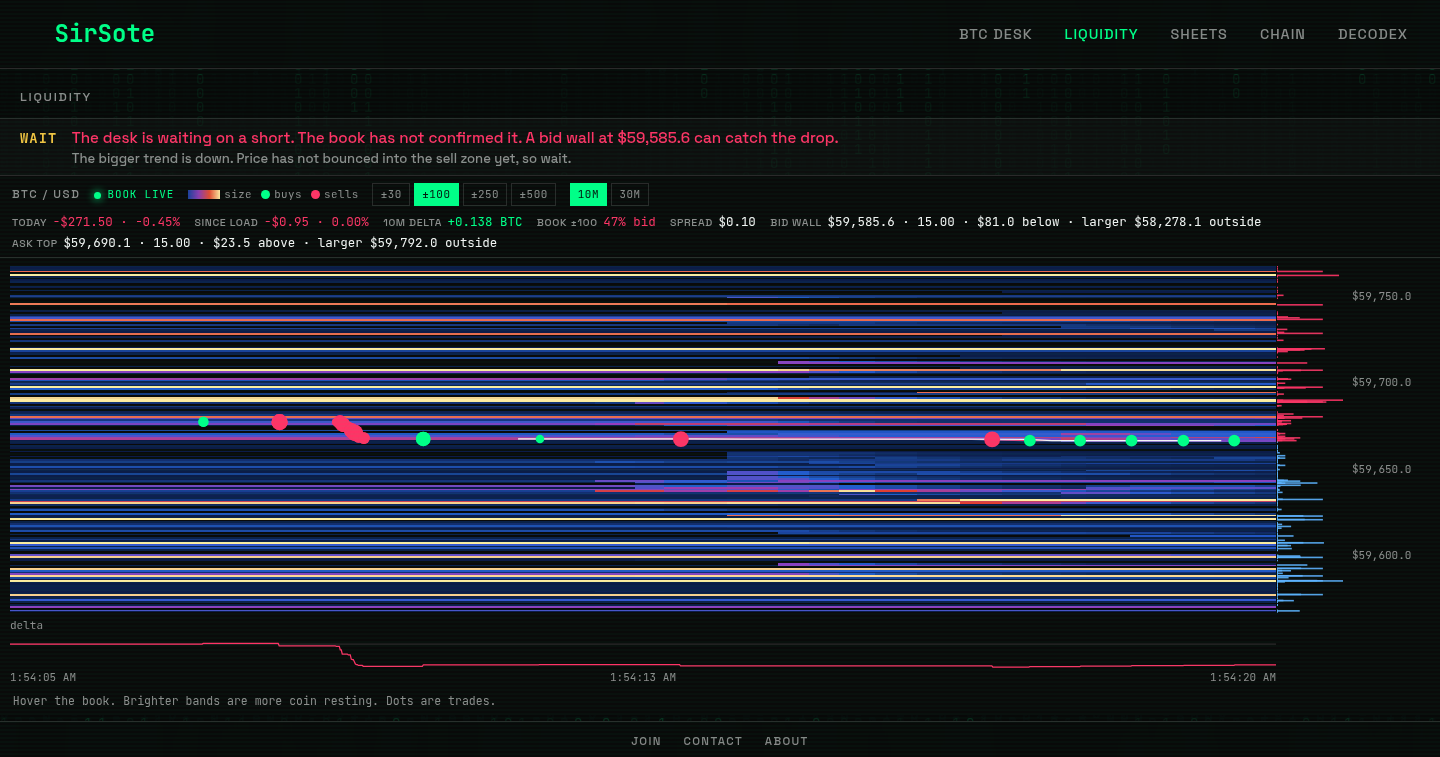 SirSote
BTC DESK LIQUIDITY SHEETS CHAIN DECODEX
LIQUIDITY
WAIT The desk is waiting on a short. The book has not confirmed it. A bid wall at $59,585.6 can catch the drop.
The bigger trend is down. Price has not bounced into the sell zone yet, so wait.
BTC / USD BOOK LIVE size buys sells ±30 ±100 ±250 ±500 10M 30M
TODAY -$271.50 · -0.45% SINCE LOAD -$0.95 · 0.00% 10M DELTA +0.138 BTC BOOK ±100 47% bid SPREAD $0.10 BID WALL $59,585.6 · 15.00 · $81.0 below · larger $58,278.1 outside
ASK TOP $59,690.1 · 15.00 · $23.5 above · larger $59,792.0 outside
$59,750.0
$59,700.0
$59,650.0
$59,600.0
delta
1:54:05 AM 1:54:13 AM 1:54:20 AM
Hover the book. Brighter bands are more coin resting. Dots are trades.
JOIN CONTACT ABOUT